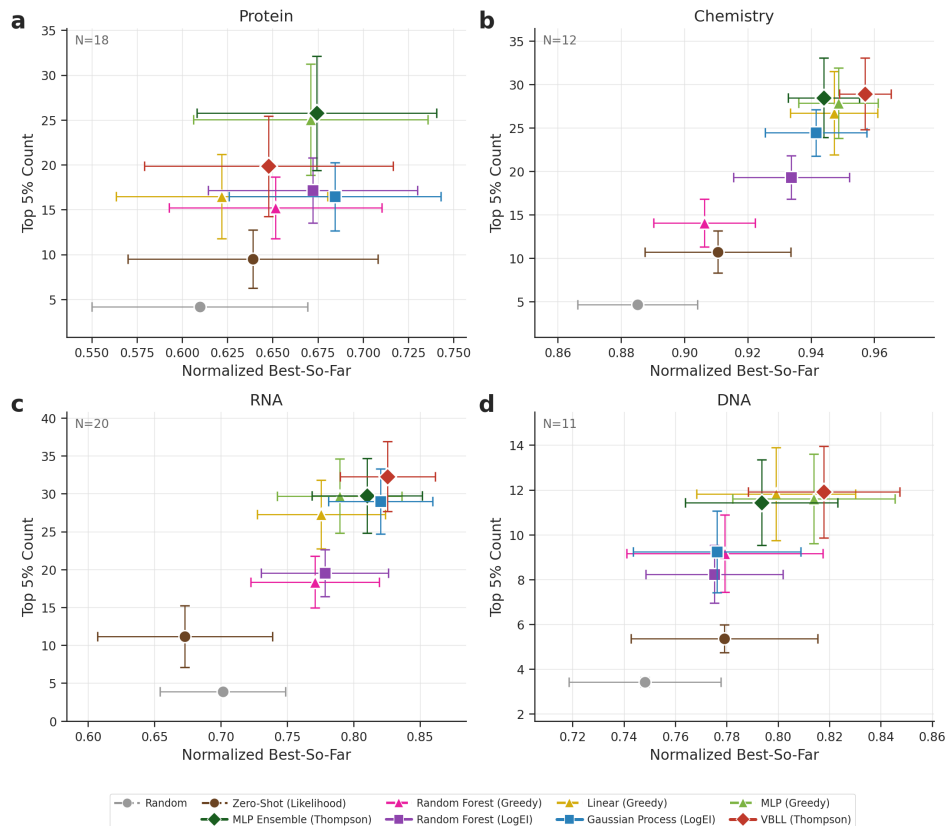 a
Protein
N=18
Top 5% Count
35
30
25
20
15
10
5
0.550 0.575 0.600 0.625 0.650 0.675 0.700 0.725 0.750
Normalized Best-So-Far
b
Chemistry
N=12
Top 5% Count
35
30
25
20
15
10
5
0.86 0.88 0.90 0.92 0.94 0.96
Normalized Best-So-Far
c
RNA
N=20
Top 5% Count
40
35
30
25
20
15
10
5
0
0.60 0.65 0.70 0.75 0.80 0.85
Normalized Best-So-Far
d
DNA
N=11
Top 5% Count
14
12
10
8
6
4
2
0.72 0.74 0.76 0.78 0.80 0.82 0.84 0.86
Normalized Best-So-Far
Random Zero-Shot (Likelihood) Random Forest (Greedy) Linear (Greedy) MLP (Greedy)
MLP Ensemble (Thompson) Random Forest (LogEI) Gaussian Process (LogEI) VBLL (Thompson)